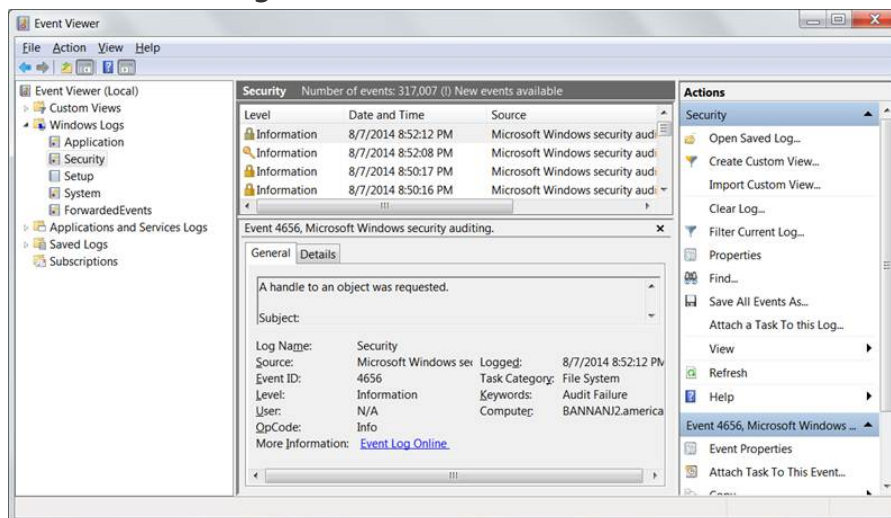 Event Viewer
File Action View Help
Event Viewer (Local)
Custom Views
Windows Logs
Application
Security
Setup
System
ForwardedEvents
Applications and Services Logs
Saved Logs
Subscriptions
Security Number of events: 317,007 (!) New events available
Level Date and Time Source
Information 8/7/2014 8:52:12 PM Microsoft Windows security audi
Information 8/7/2014 8:52:08 PM Microsoft Windows security audi
Information 8/7/2014 8:50:17 PM Microsoft Windows security audi
Information 8/7/2014 8:50:16 PM Microsoft Windows security audi
Event 4656, Microsoft Windows security auditing.
General Details
A handle to an object was requested.
Subject:
Log Name: Security
Source: Microsoft Windows sec Logged: 8/7/2014 8:52:12 PM
Event ID: 4656 Task Category: File System
Level: Information Keywords: Audit Failure
User: N/A Computer: BANNANJ2.america
OpCode: Info
More Information: Event Log Online
Actions
Security
Open Saved Log...
Create Custom View...
Import Custom View...
Clear Log...
Filter Current Log...
Properties
Find...
Save All Events As...
Attach a Task To this Log...
View
Refresh
Help
Event 4656, Microsoft Windows ...
Event Properties
Attach Task To This Event...